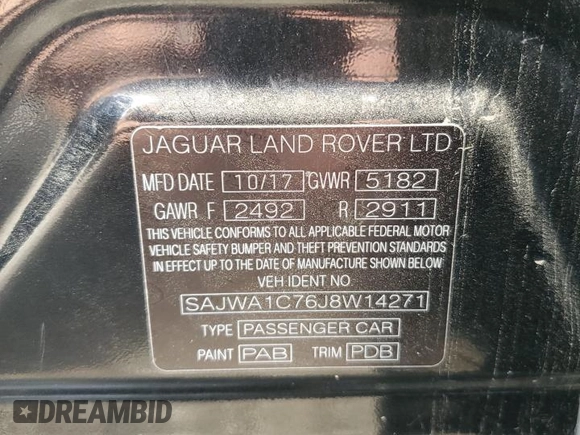 JAGUAR LAND ROVER LTD
MFD DATE 10/17 GVWR 5182
GAWR F 2492 R 2911
THIS VEHICLE CONFORMS TO ALL APPLICABLE FEDERAL MOTOR
VEHICLE SAFETY BUMPER AND THEFT PREVENTION STANDARDS
IN EFFECT UP TO THE DATE OF MANUFACTURE SHOWN BELOW
VEH IDENT NO
SAJWA1C76J8W14271
TYPE PASSENGER CAR
PAINT PAB TRIM PDB
DREAMBID